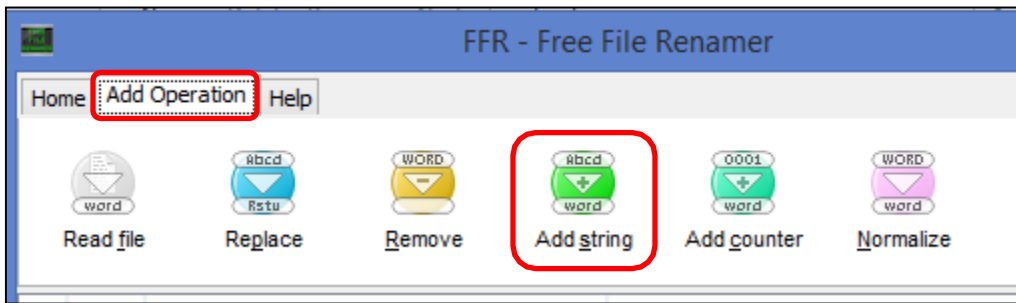 FFR - Free File Renamer
Home Add Operation Help
Abcd WORD Abcd 0001 WORD
word Rstu word word word
Read file Replace Remove Add string Add counter Normalize